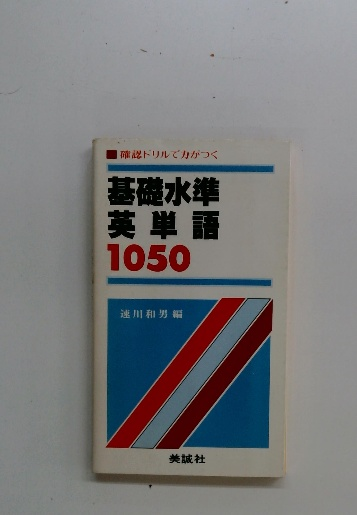 ■確認ドリルで力がつく
基礎水準
英単語
1050
速川和男編
美誠社